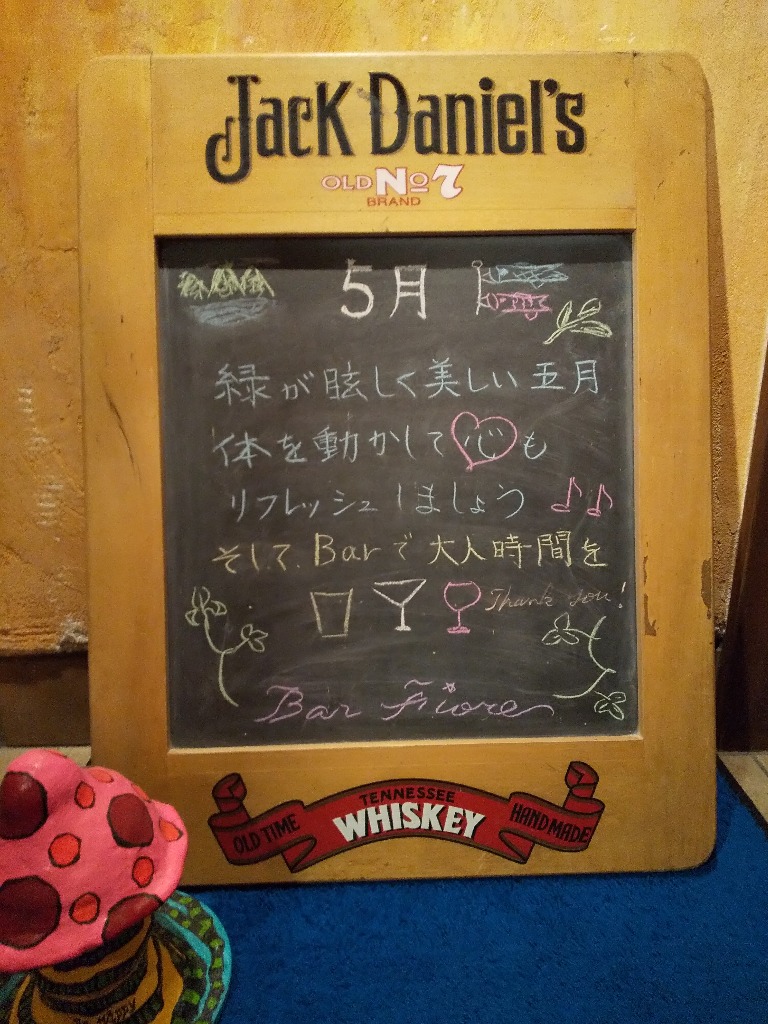 Jack Daniel's
OLD No 7
BRAND
5月
緑が眩しく美しい五月
体を動かして心も
リフレッシュしましょう ♪♪
そして Barで大人時間を
Thank you!
Bar Fiore
TENNESSEE
OLD TIME WHISKEY HAND MADE